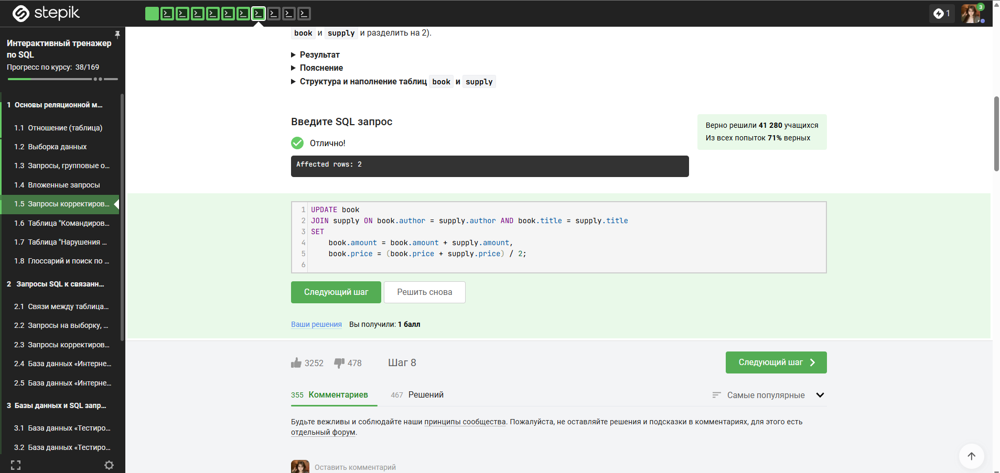 stepik
1
3
Интерактивный тренажер
по SQL
Прогресс по курсу: 38/169
1 Основы реляционной м...
1.1 Отношение (таблица)
1.2 Выборка данных
1.3 Запросы, групповые о...
1.4 Вложенные запросы
1.5 Запросы корректиров...
1.6 Таблица "Командиров...
1.7 Таблица "Нарушения ...
1.8 Глоссарий и поиск по ...
2 Запросы SQL к связанн...
2.1 Связи между таблица...
2.2 Запросы на выборку, ...
2.3 Запросы корректиров...
2.4 База данных «Интерне...
2.5 База данных «Интерне...
3 Базы данных и SQL запр...
3.1 База данных «Тестиро...
3.2 База данных «Тестиро...
book и supply и разделить на 2).
Результат
Пояснение
Структура и наполнение таблиц book и supply
Введите SQL запрос
Отлично!
Affected rows: 2
Верно решили 41 280 учащихся
Из всех попыток 71% верных
1 UPDATE book
2 JOIN supply ON book.author = supply.author AND book.title = supply.title
3 SET
4     book.amount = book.amount + supply.amount,
5     book.price = (book.price + supply.price) / 2;
6
Следующий шаг
Решить снова
Ваши решения Вы получили: 1 балл
3252 478 Шаг 8
Следующий шаг
355 Комментариев 467 Решений
Самые популярные
Будьте вежливы и соблюдайте наши принципы сообщества. Пожалуйста, не оставляйте решения и подсказки в комментариях, для этого есть
отдельный форум.
Оставить комментарий